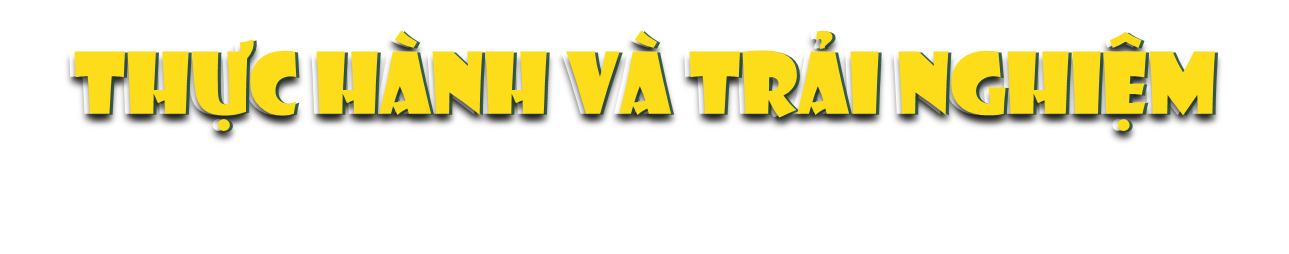 THỰC HÀNH VÀ TRẢI NGHIỆM